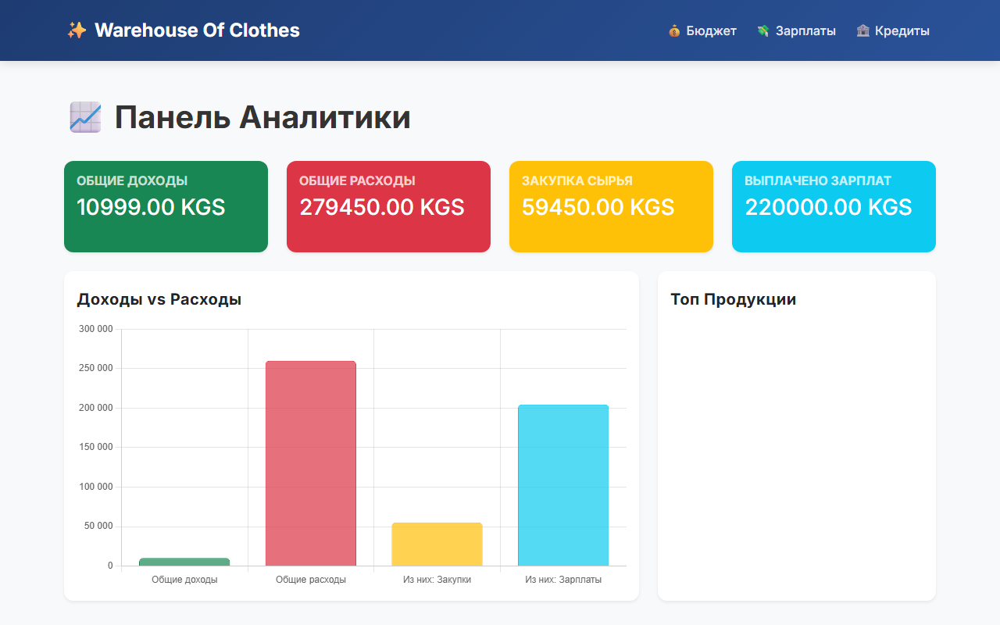 Warehouse Of Clothes
Бюджет
Зарплаты
Кредиты
Панель Аналитики
ОБЩИЕ ДОХОДЫ
10999.00 KGS
ОБЩИЕ РАСХОДЫ
279450.00 KGS
ЗАКУПКА СЫРЬЯ
59450.00 KGS
ВЫПЛАЧЕНО ЗАРПЛАТ
220000.00 KGS
Доходы vs Расходы
300 000
250 000
200 000
150 000
100 000
50 000
0
Общие доходы
Общие расходы
Из них: Закупки
Из них: Зарплаты
Топ Продукции